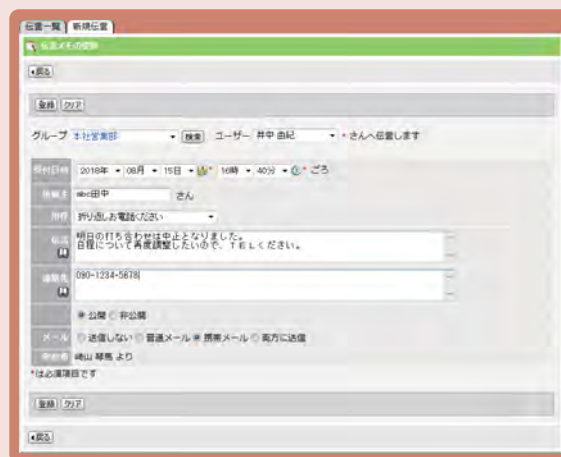 伝言一覧 新規伝言
伝言メモの登録
戻る
登録 クリア
グループ 本社営業部 検索 ユーザー 井中 由紀 *さんへ伝言します
受付日時 2018年 08月 15日 * 16時 40分 * ごろ
依頼主 abc田中 さん
用件 折り返しお電話ください
伝言 明日の打ち合わせは中止となりました。
日程について再度調整したいので、TELください。
連絡先 090-1234-5678
公開 非公開
メール 送信しない 普通メール 携帯メール 両方に送信
崎山 琴馬 より
*は必須項目です
登録 クリア
戻る